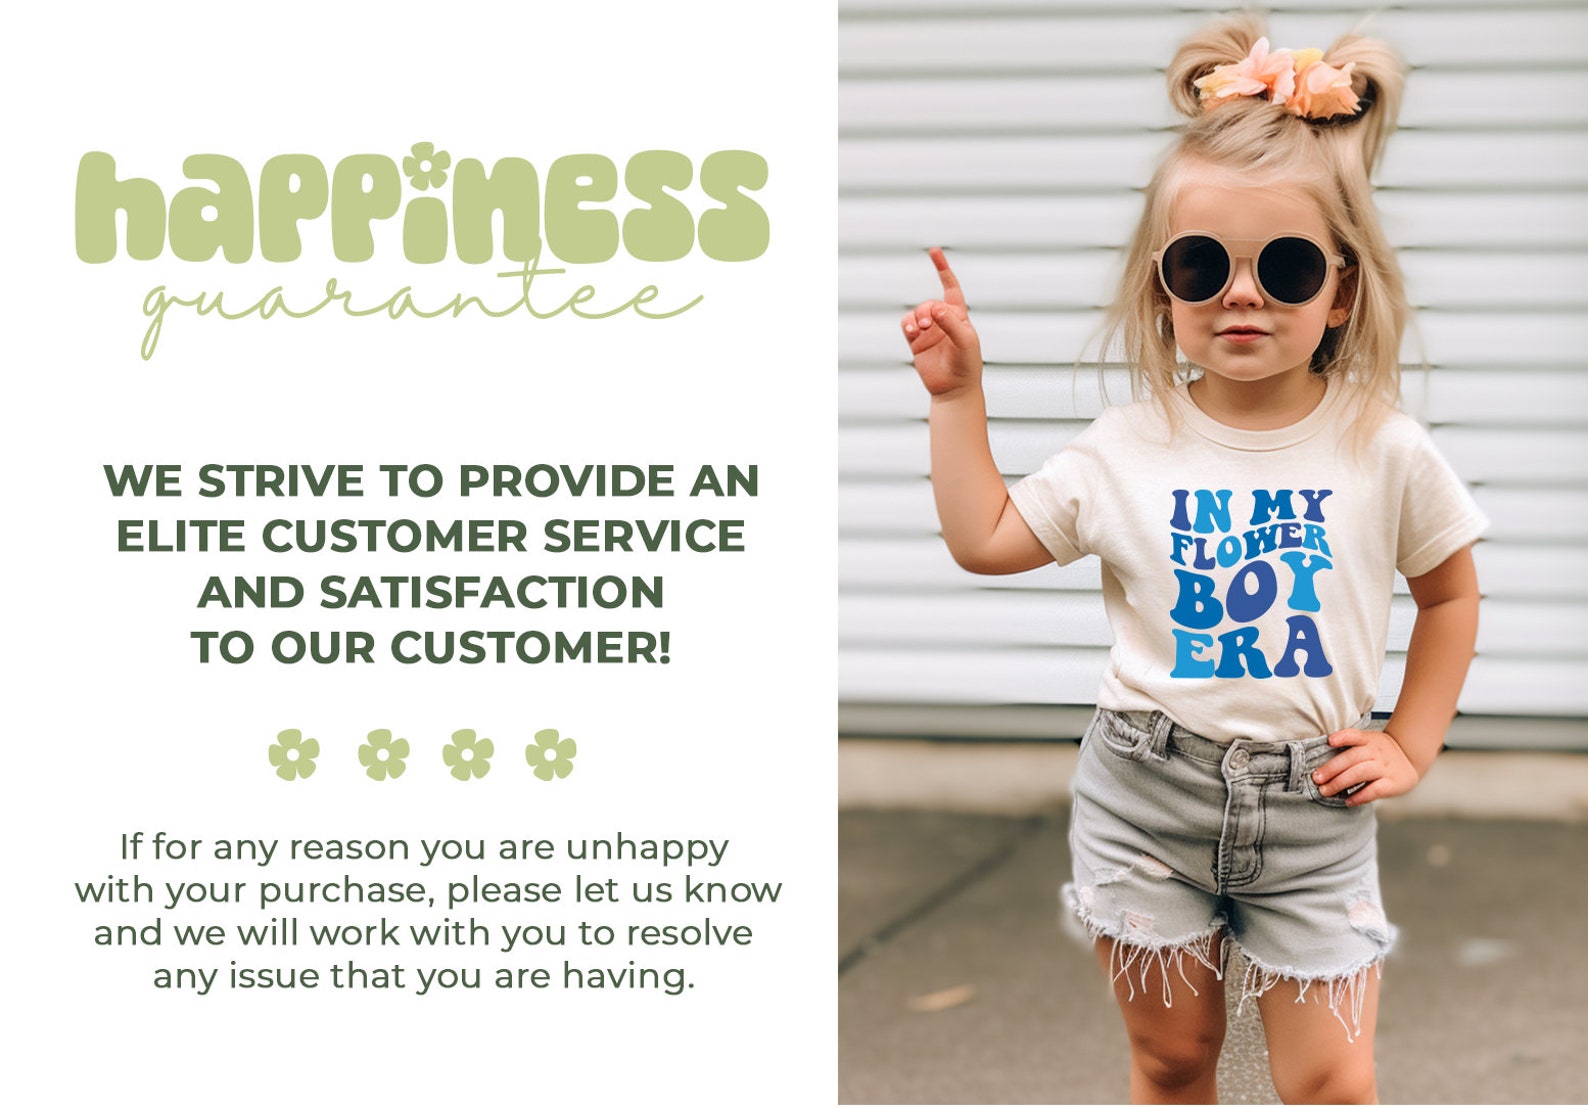 happiness
guarantee
WE STRIVE TO PROVIDE AN
ELITE CUSTOMER SERVICE
AND SATISFACTION
TO OUR CUSTOMER!
If for any reason you are unhappy
with your purchase, please let us know
and we will work with you to resolve
any issue that you are having.
IN MY
FLOWER
BOY
ERA